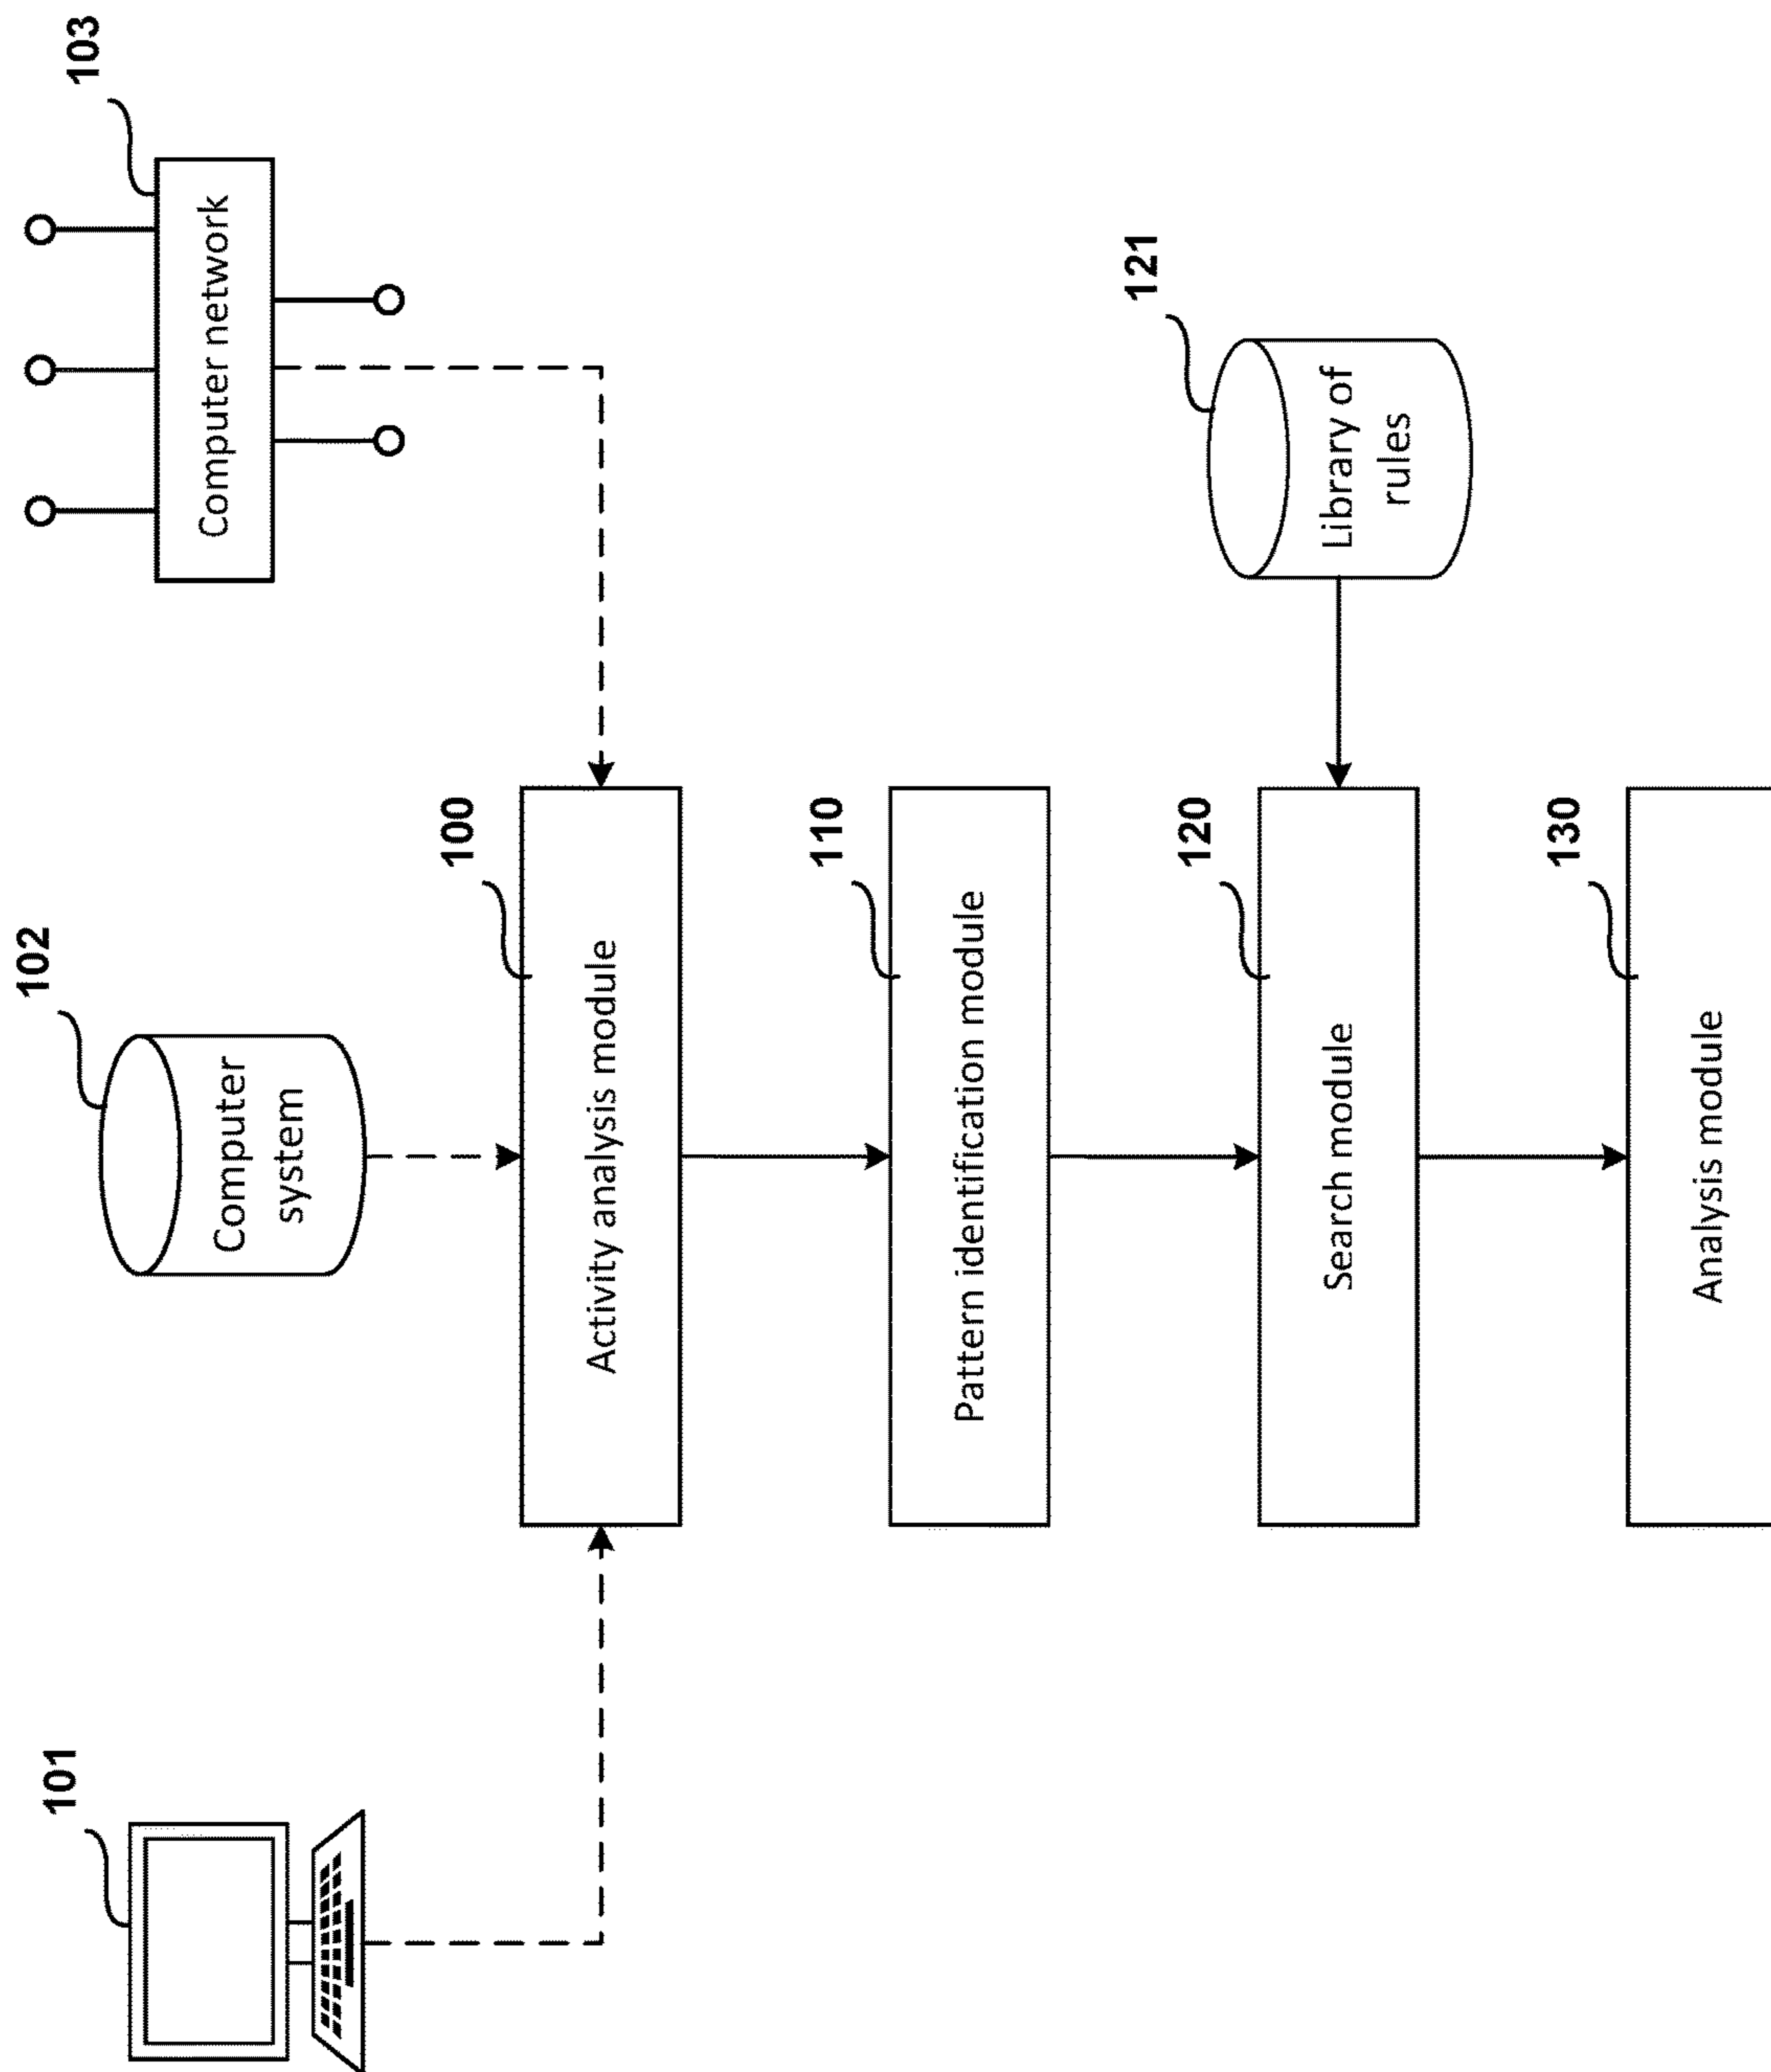 101
102
Computer
system
103
Computer network
100
Activity analysis module
110
Pattern identification module
121
Library of
rules
120
Search module
130
Analysis module